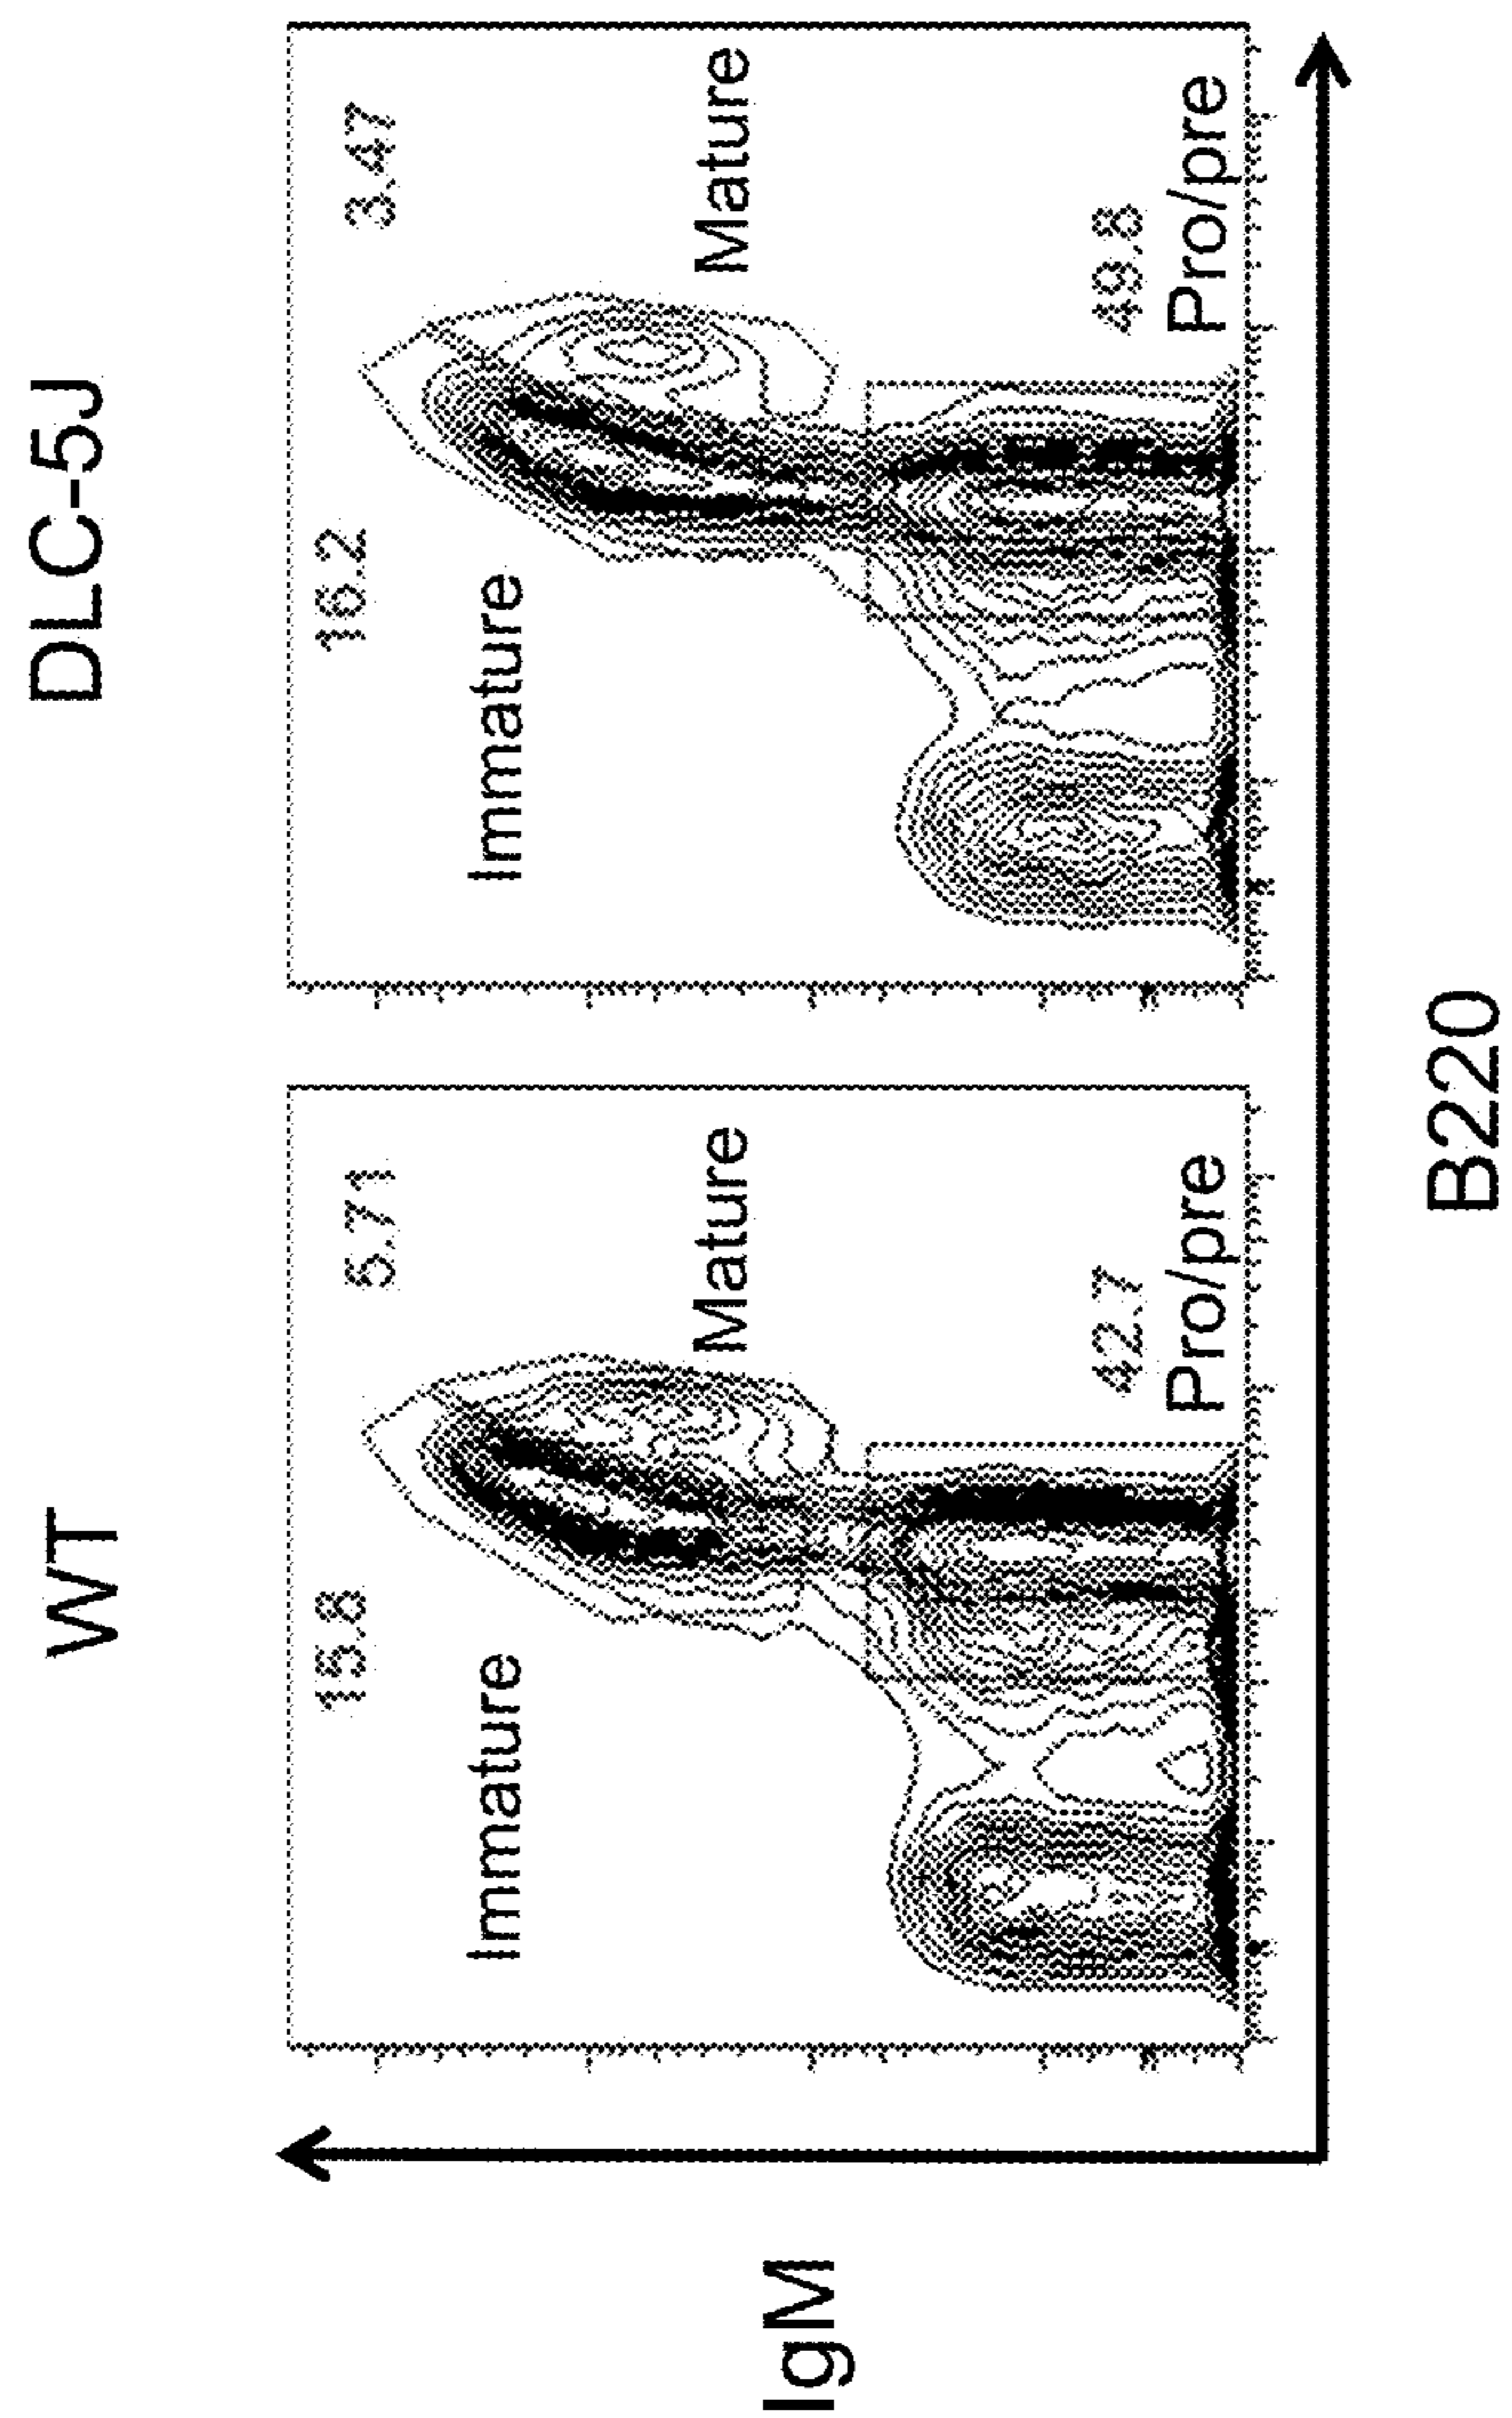 WT
DLC-5J
15.8
5.71
Immature
Mature
42.7
Pro/pre
16.2
3.47
Immature
Mature
49.8
Pro/pre
IgM
B220